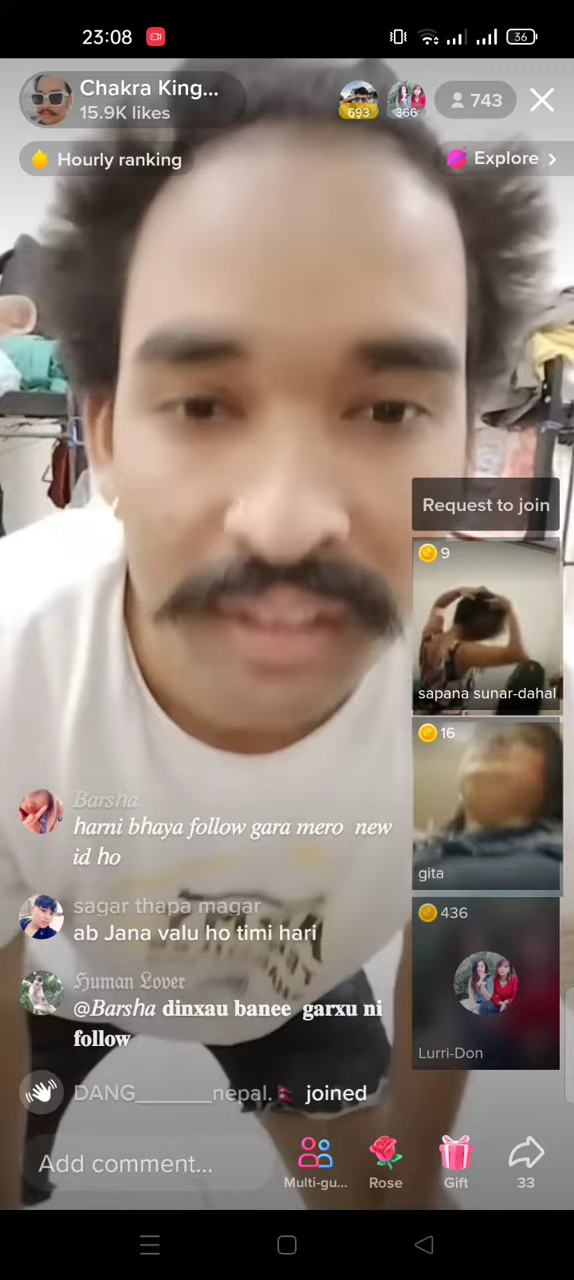 23:08
36
Chakra King...
15.9K likes
693
366
743
Hourly ranking
Explore >
Request to join
9
sapana sunar-dahal
16
gita
436
Lurri-Don
Barsha
harni bhaya follow gara mero new
id ho
sagar thapa magar
ab Jana valu ho timi hari
Human Lover
@Barsha dinxau banee garxu ni
follow
DANG______nepal. joined
Add comment...
Multi-gu...
Rose
Gift
33